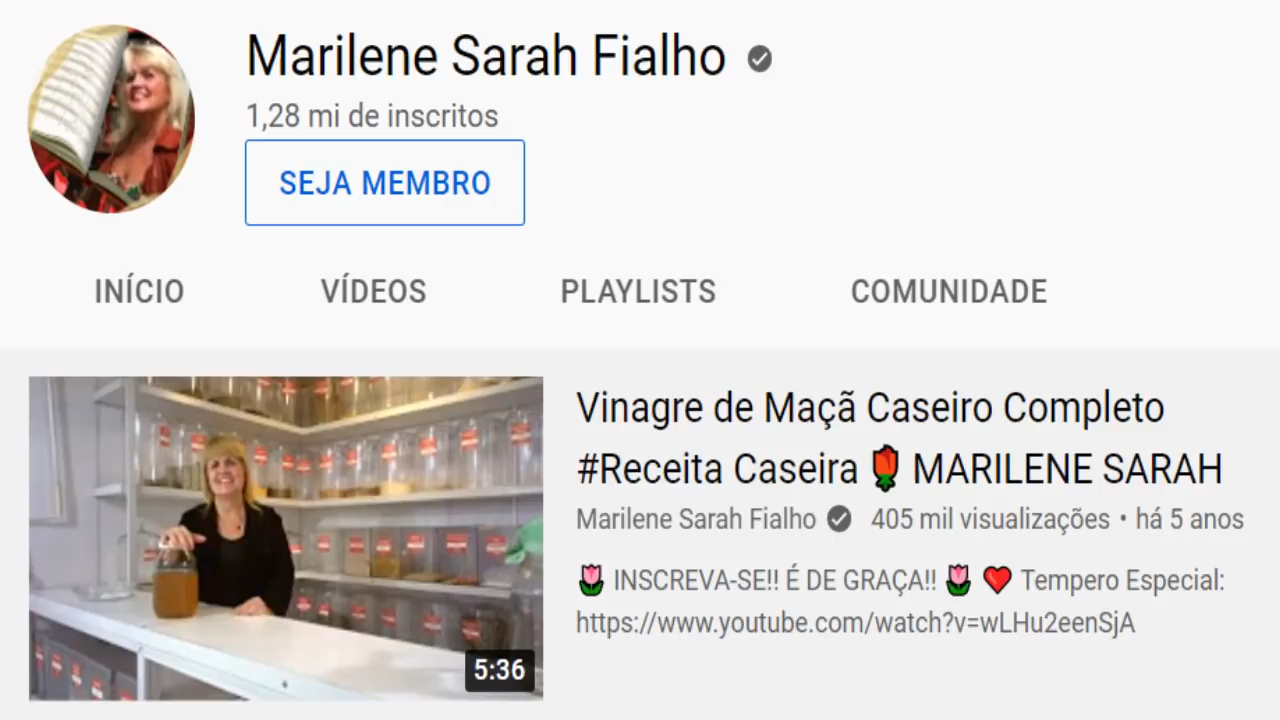 Marilene Sarah Fialho
1,28 mi de inscritos
SEJA MEMBRO
INÍCIO VÍDEOS PLAYLISTS COMUNIDADE
Vinagre de Maçã Caseiro Completo
#Receita Caseira 🌹 MARILENE SARAH
Marilene Sarah Fialho 405 mil visualizações • há 5 anos
🌷 INSCREVA-SE!! É DE GRAÇA!! 🌷 ❤️ Tempero Especial:
https://www.youtube.com/watch?v=wLHu2eenSjA
5:36